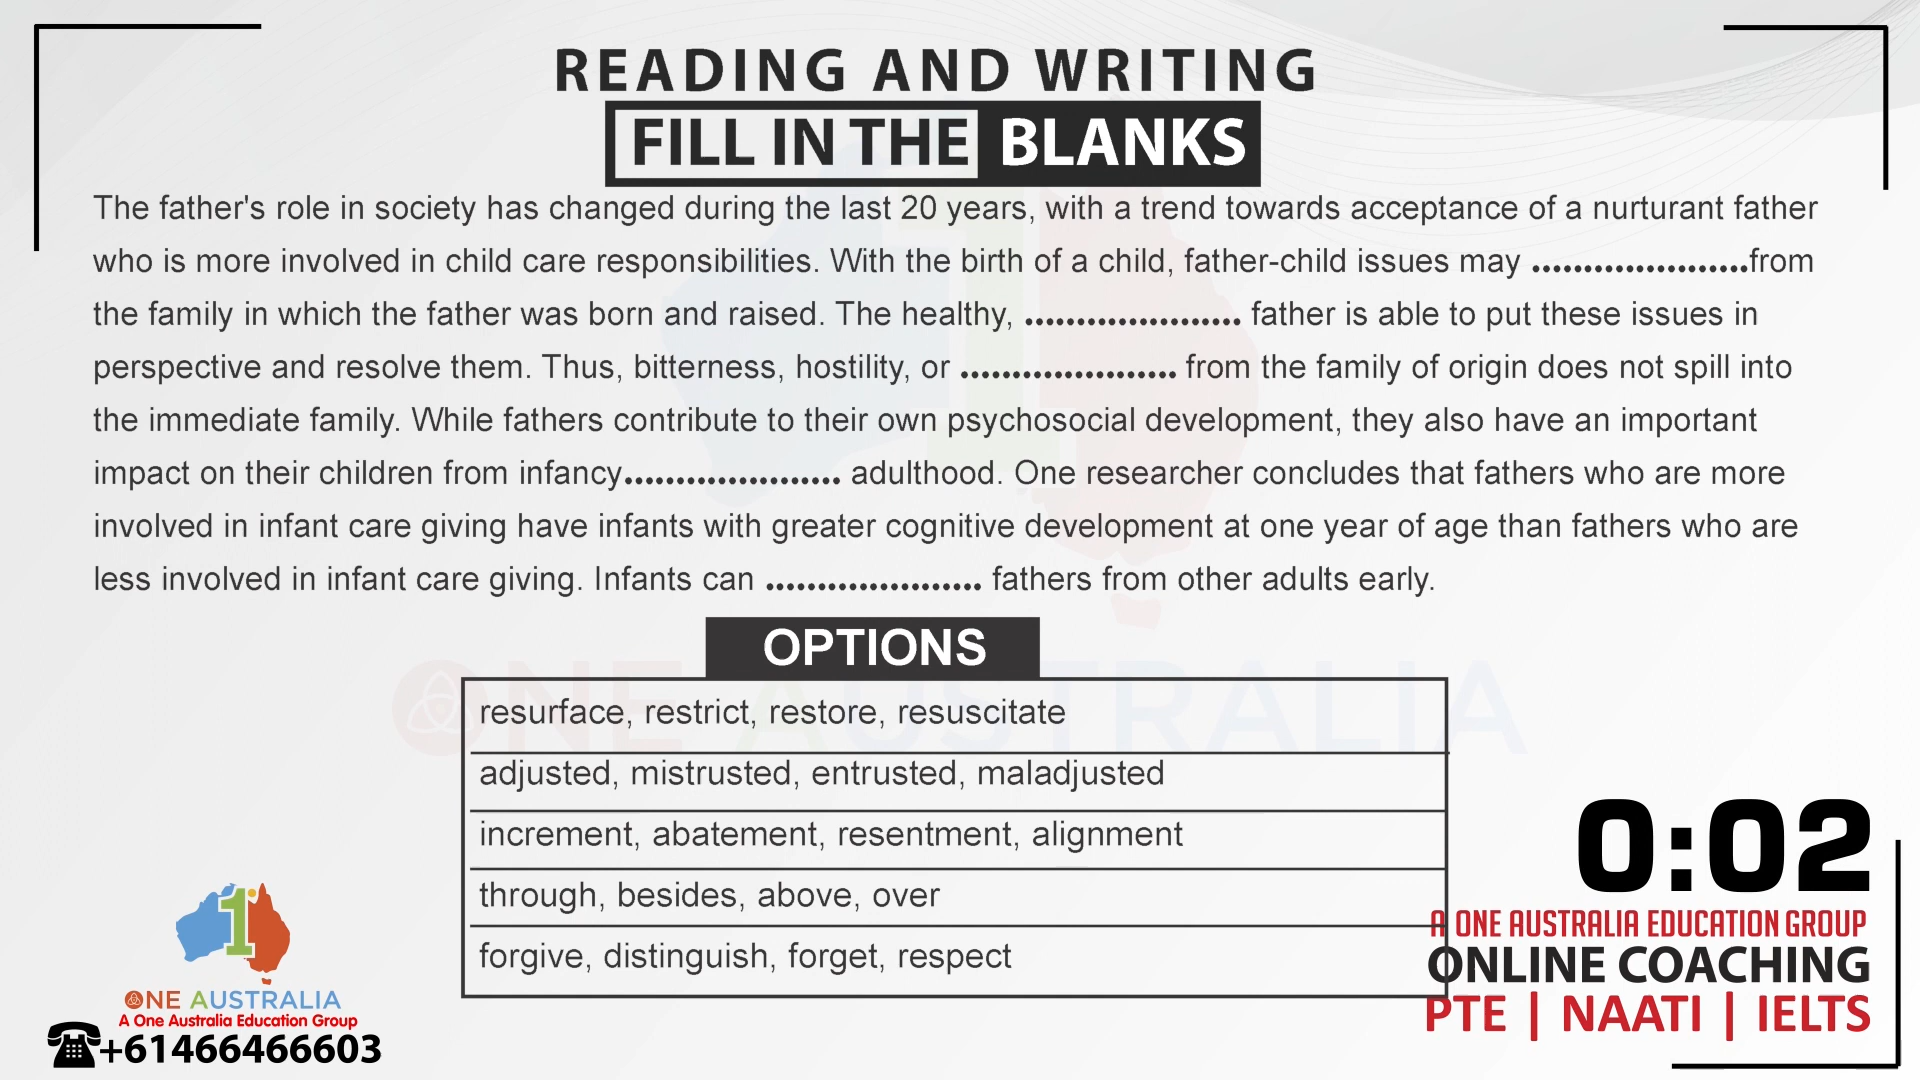 READING AND WRITING
FILL IN THE BLANKS
The father's role in society has changed during the last 20 years, with a trend towards acceptance of a nurturant father
who is more involved in child care responsibilities. With the birth of a child, father-child issues may .....................from
the family in which the father was born and raised. The healthy, ..................... father is able to put these issues in
perspective and resolve them. Thus, bitterness, hostility, or ..................... from the family of origin does not spill into
the immediate family. While fathers contribute to their own psychosocial development, they also have an important
impact on their children from infancy..................... adulthood. One researcher concludes that fathers who are more
involved in infant care giving have infants with greater cognitive development at one year of age than fathers who are
less involved in infant care giving. Infants can ..................... fathers from other adults early.
OPTIONS
ONE AUSTRALIA
resurface, restrict, restore, resuscitate
adjusted, mistrusted, entrusted, maladjusted
increment, abatement, resentment, alignment
through, besides, above, over
forgive, distinguish, forget, respect
0:02
A ONE AUSTRALIA EDUCATION GROUP
ONLINE COACHING
PTE | NAATI | IELTS
1
ONE AUSTRALIA
A One Australia Education Group
+61466466603